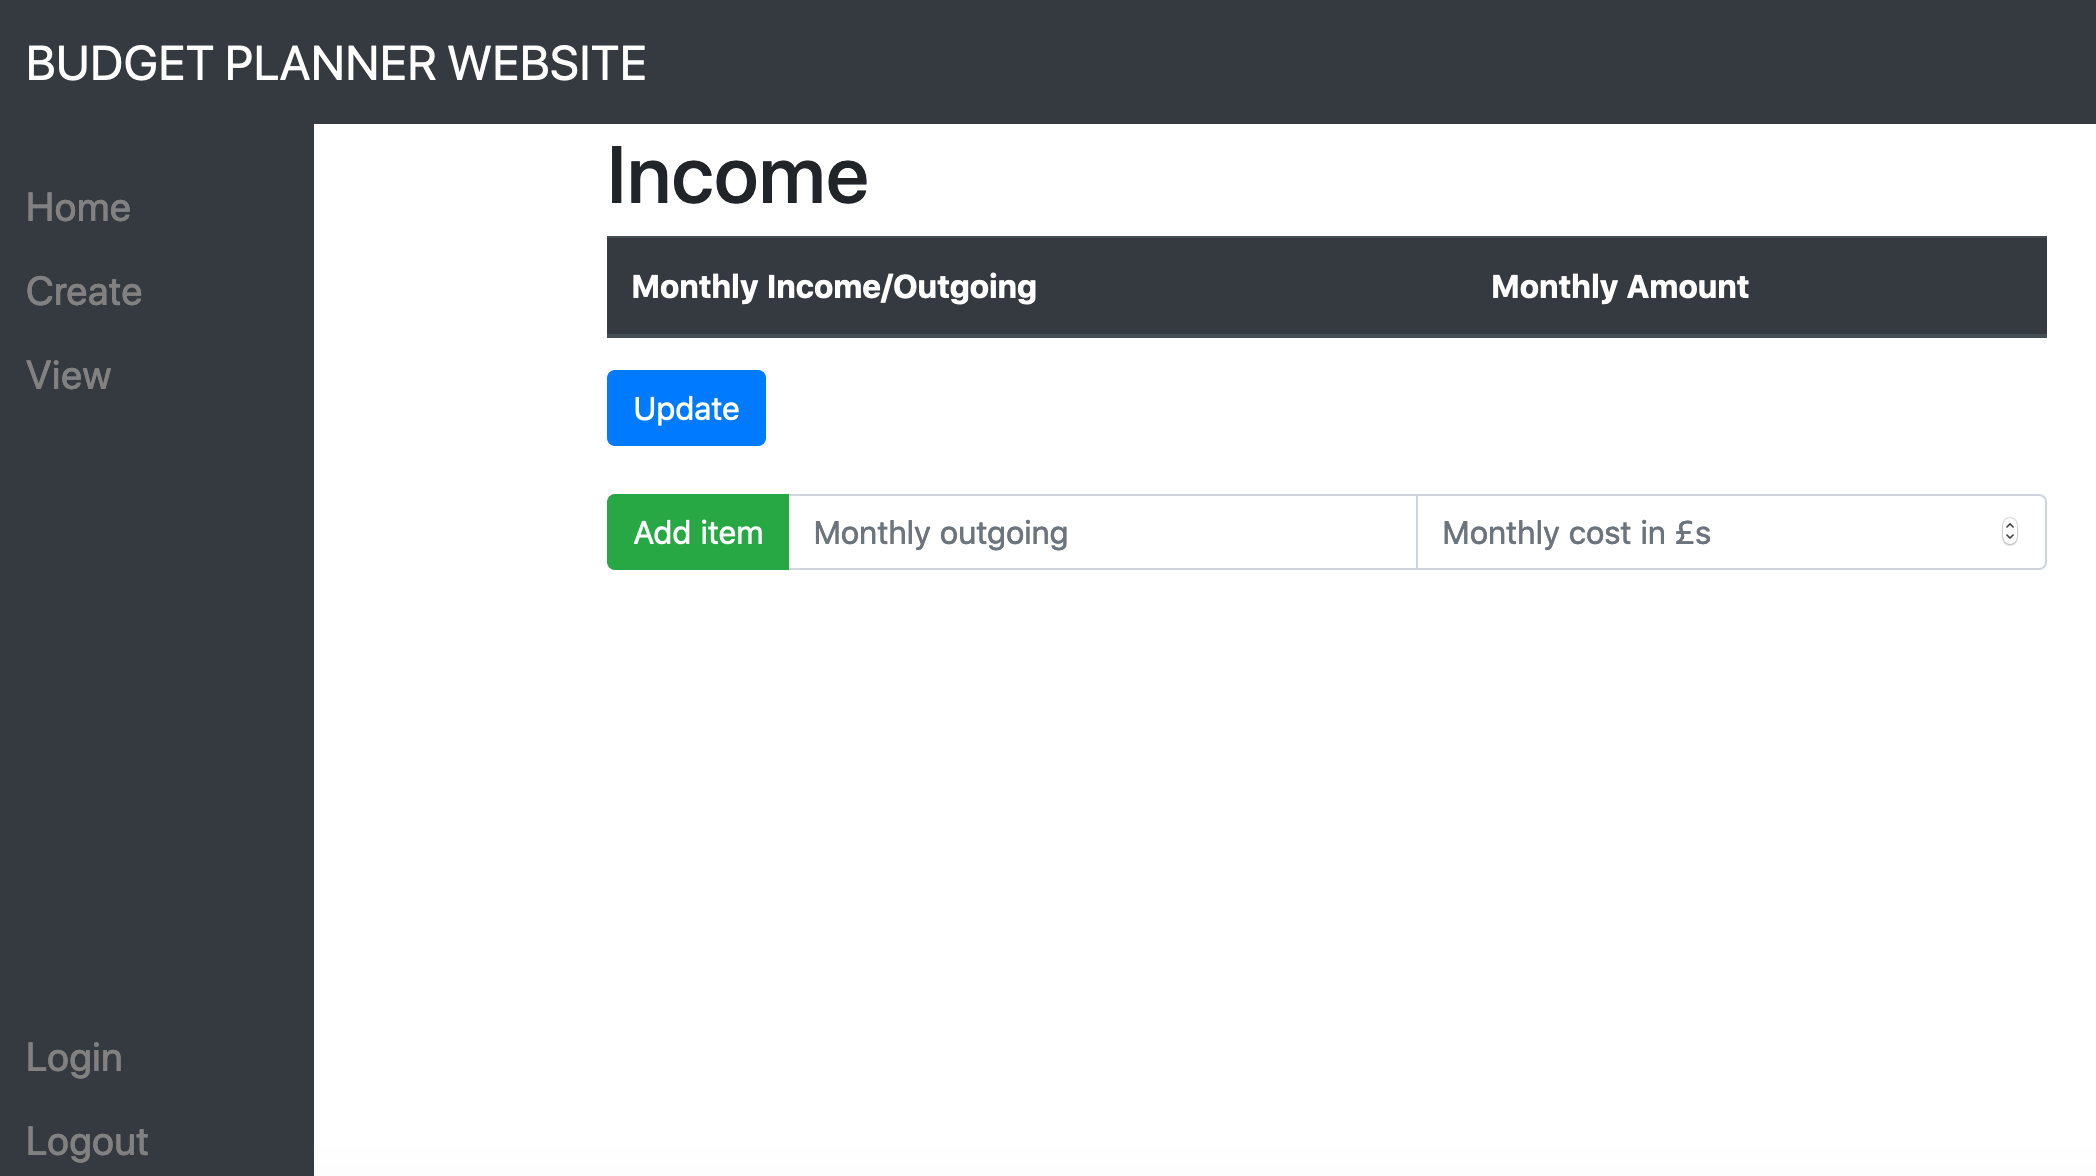 BUDGET PLANNER WEBSITE
Home
Create
View
Login
Logout
Income
Monthly Income/Outgoing Monthly Amount
Update
Add item Monthly outgoing Monthly cost in £s